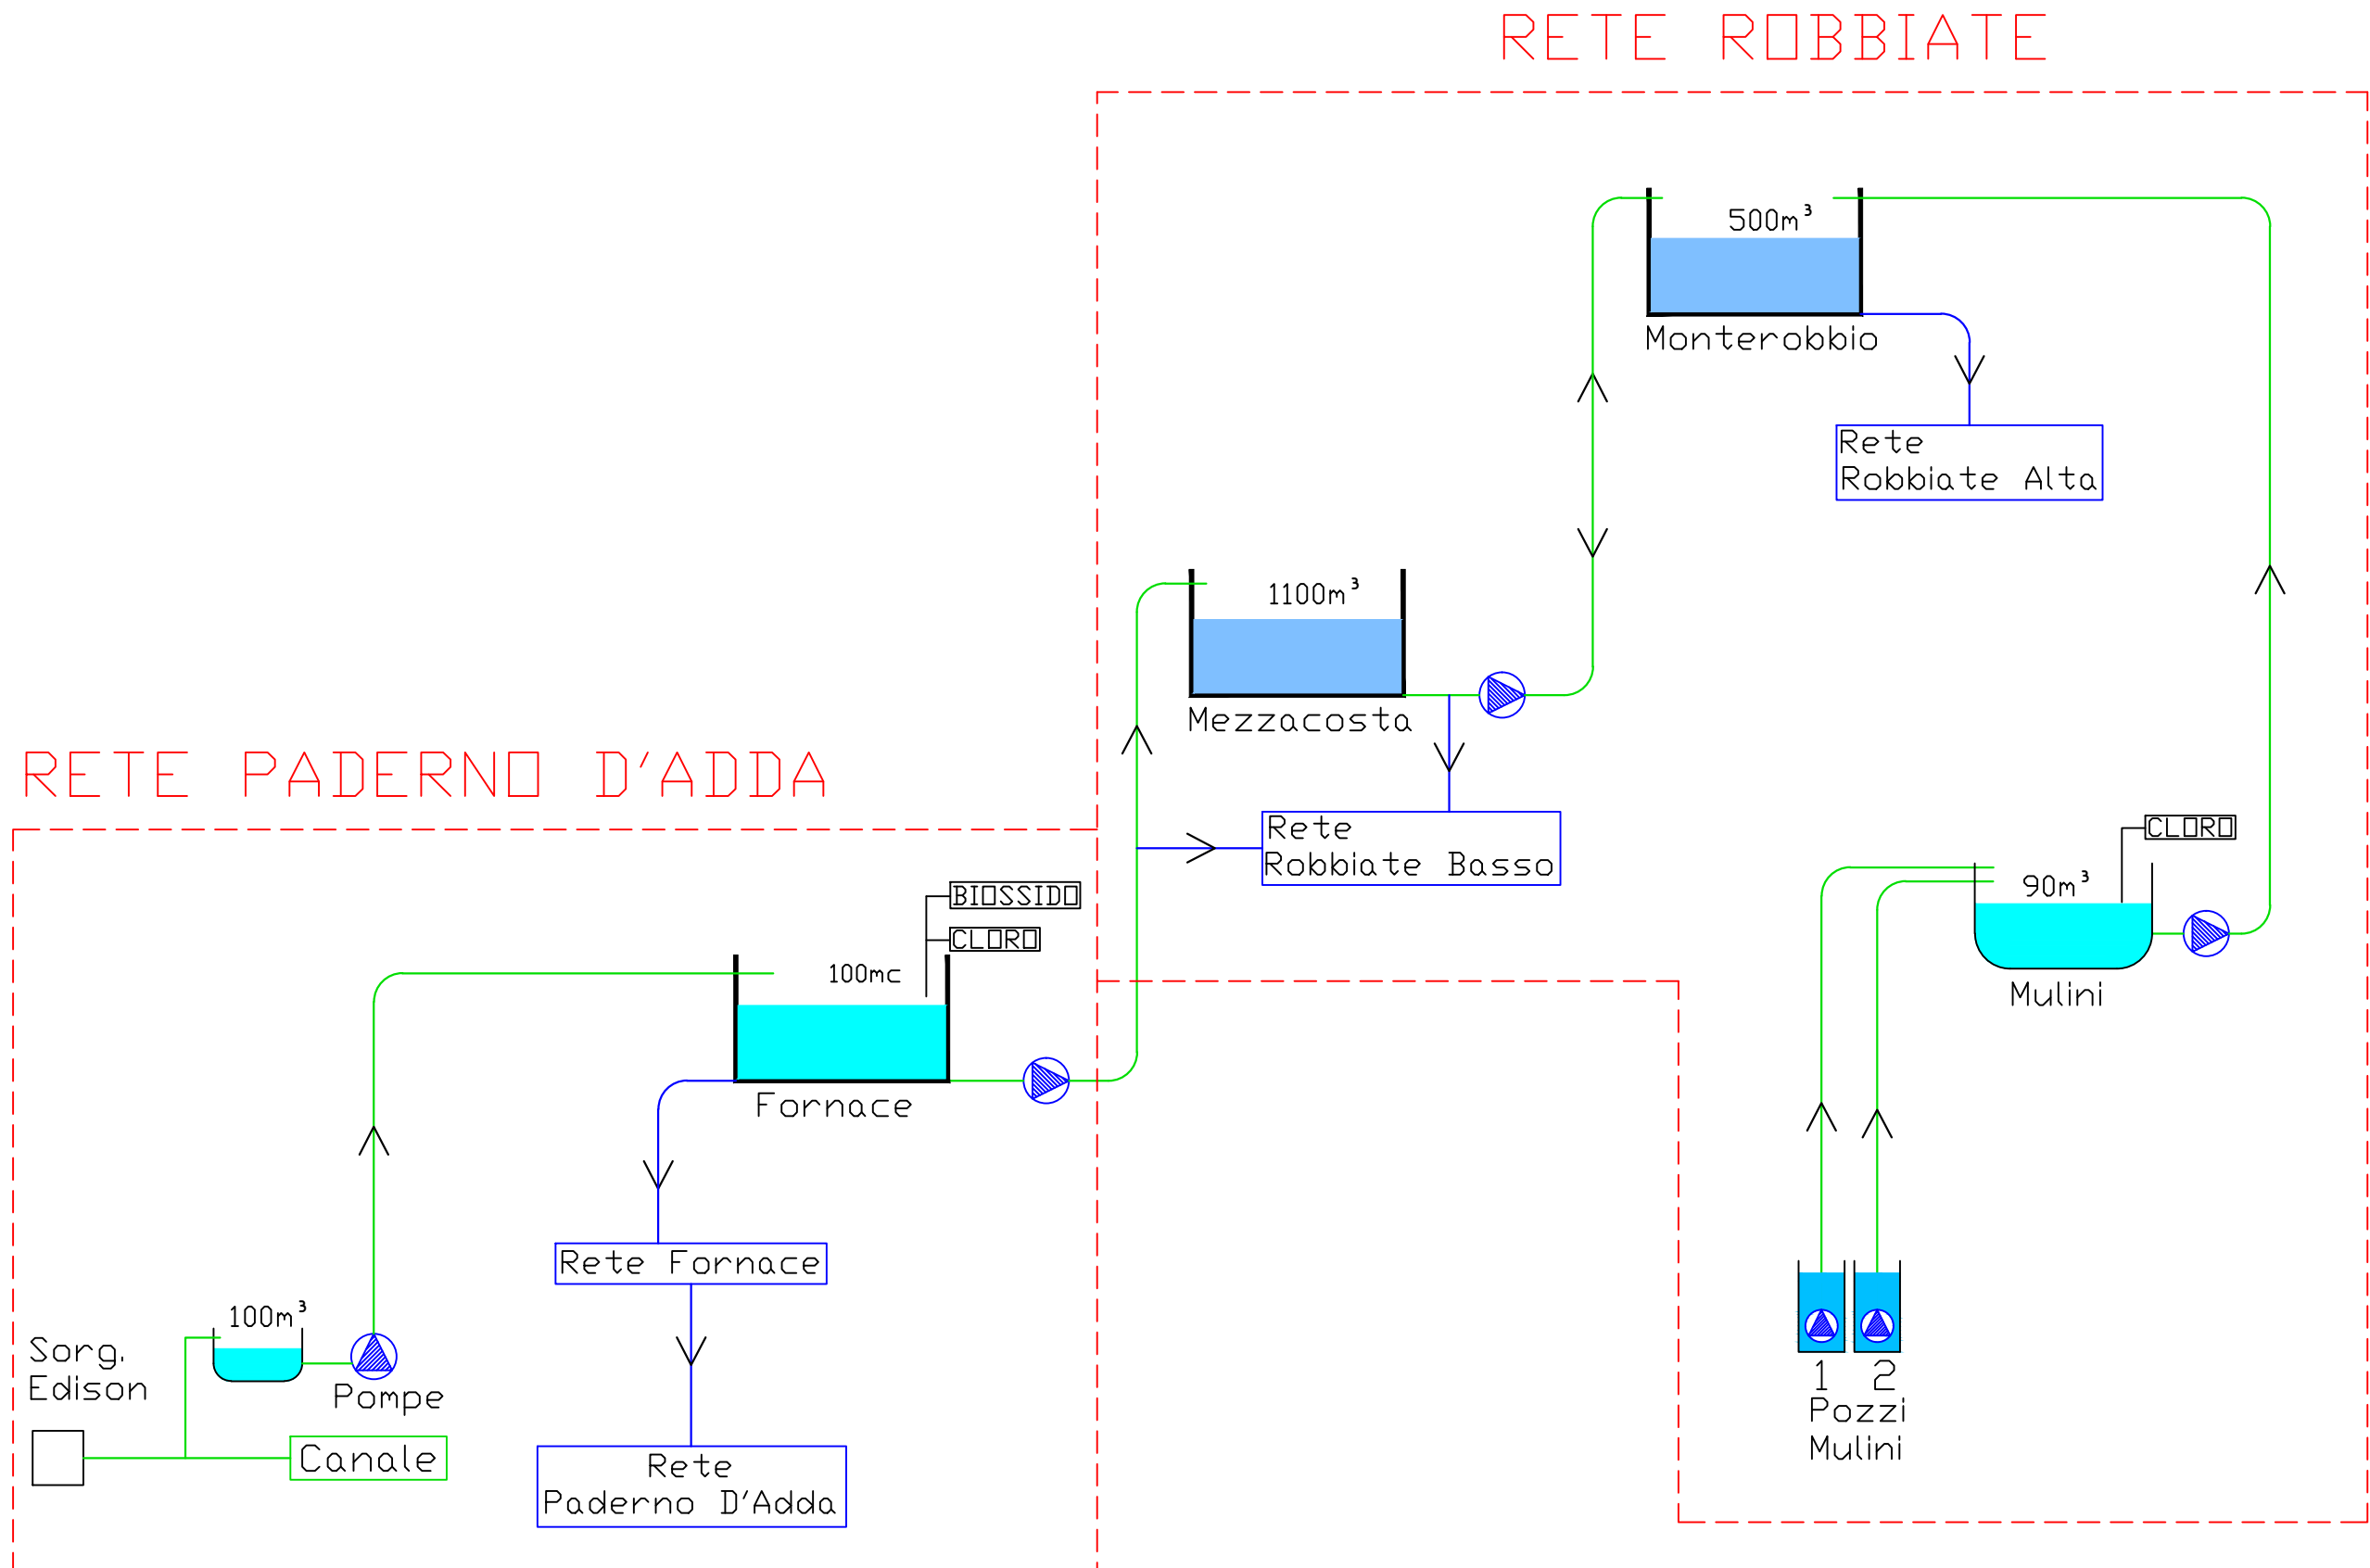 RETE ROBBIATE
500m³
Monterobbio
Rete
Robbiate Alta
1100m³
Mezzacosta
Rete
Robbiate Basso
CLORO
90m³
Mulini
1 2
Pozzi
Mulini
RETE PADERNO D'ADDA
BIOSSIDO
CLORO
100mc
Fornace
Rete Fornace
Rete
Paderno D'Adda
100m³
Sorg.
Edison
Pompe
Canale